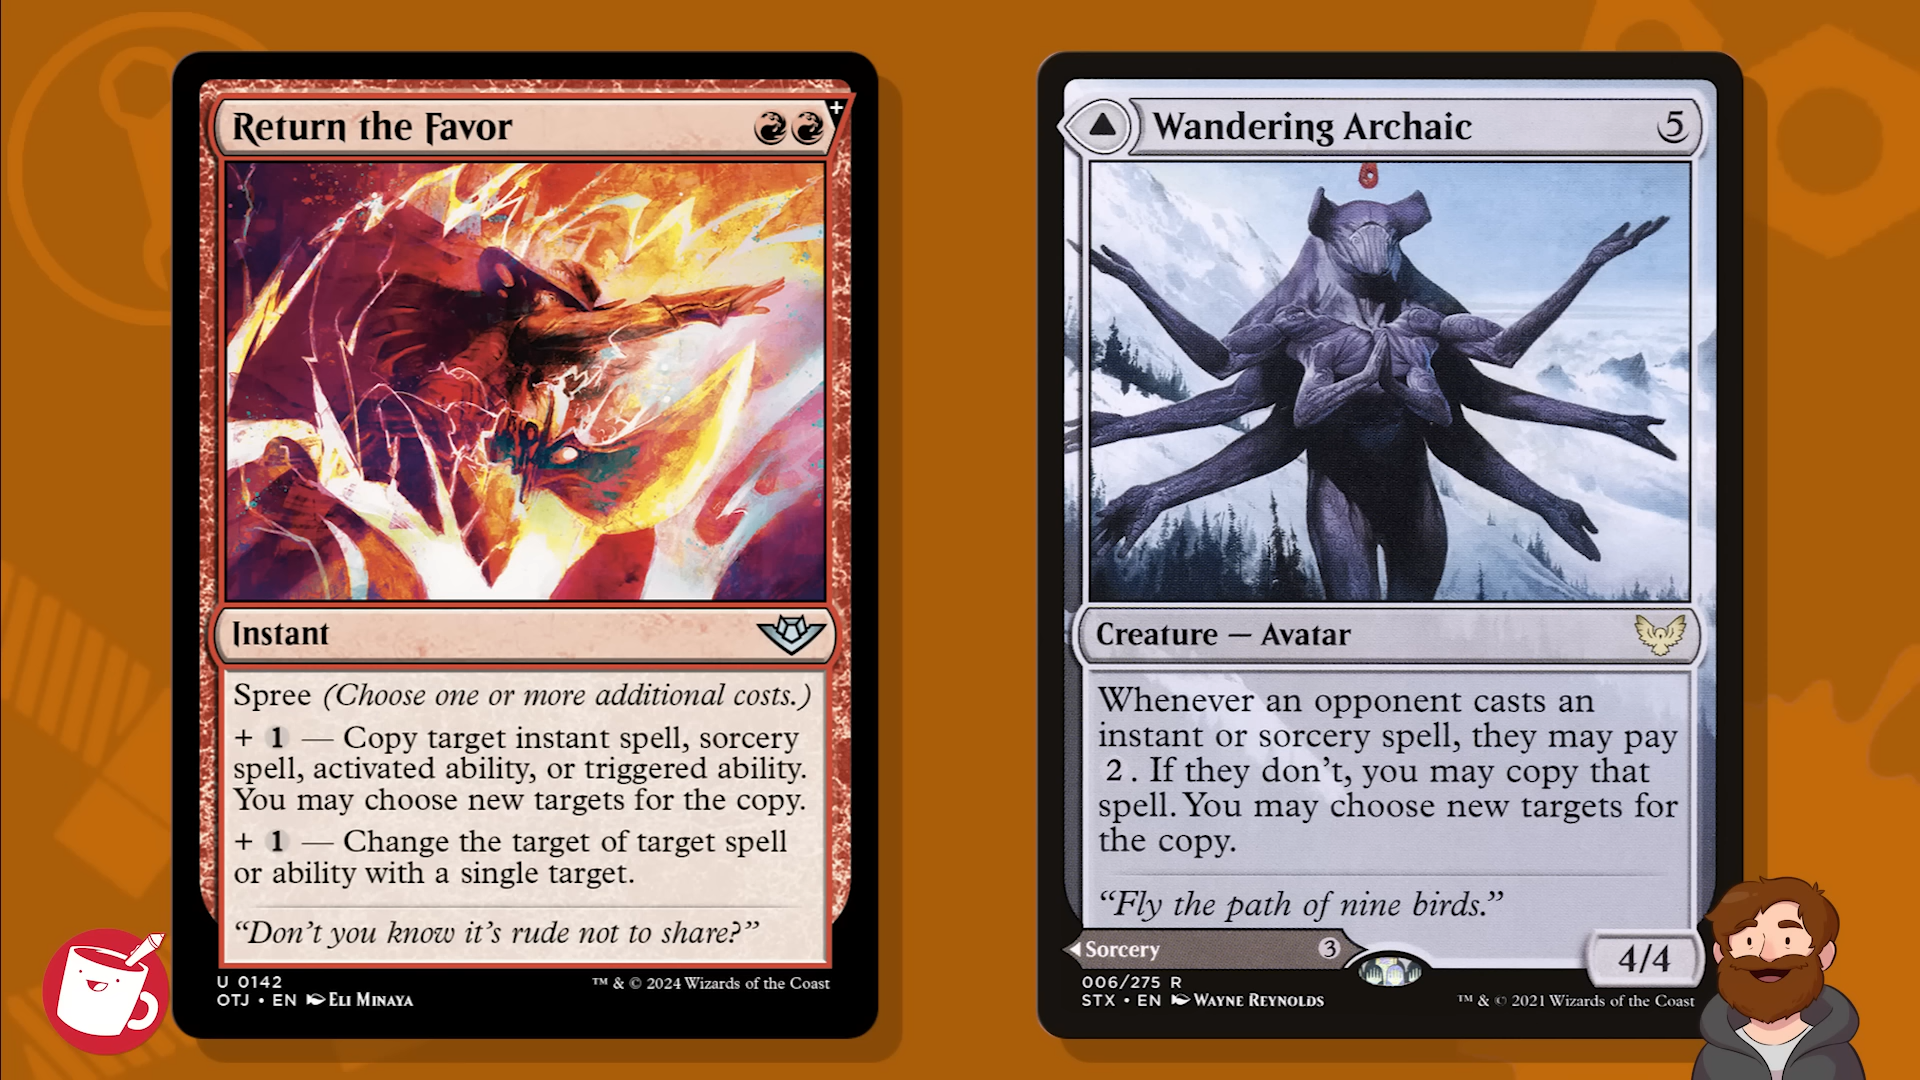 Return the Favor
Instant
Spree (Choose one or more additional costs.)
+ 1 — Copy target instant spell, sorcery
spell, activated ability, or triggered ability.
You may choose new targets for the copy.
+ 1 — Change the target of target spell
or ability with a single target.
“Don’t you know it’s rude not to share?”
U 0142
OTJ • EN ELI MINAYA
™ & © 2024 Wizards of the Coast
Wandering Archaic
5
Creature — Avatar
Whenever an opponent casts an
instant or sorcery spell, they may pay
2. If they don’t, you may copy that
spell. You may choose new targets for
the copy.
“Fly the path of nine birds.”
Sorcery 3
4/4
006/275 R
STX • EN WAYNE REYNOLDS
™ & © 2021 Wizards of the Coast